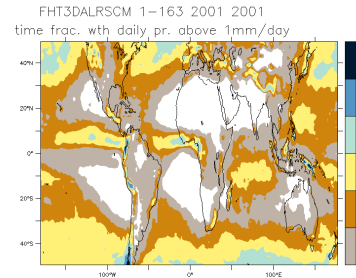 FHT3DALRSCM 1-163 2001 2001
time frac. wth daily pr. above 1mm/day
40°N
20°N
0°
20°S
40°S
100°W 0° 100°E